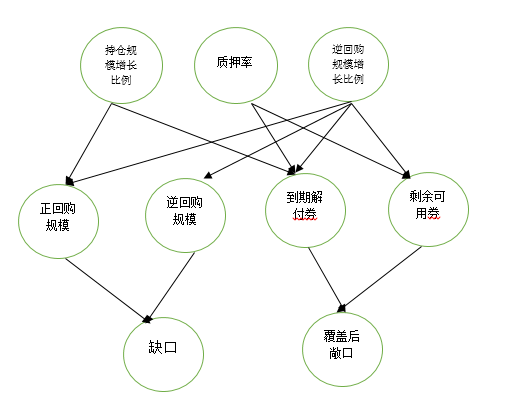 持仓规
模增长
比例
质押率
逆回购
规模增
长比例
正回购
规模
逆回购
规模
到期解
付券
剩余可
用券
缺口
覆盖后
敞口